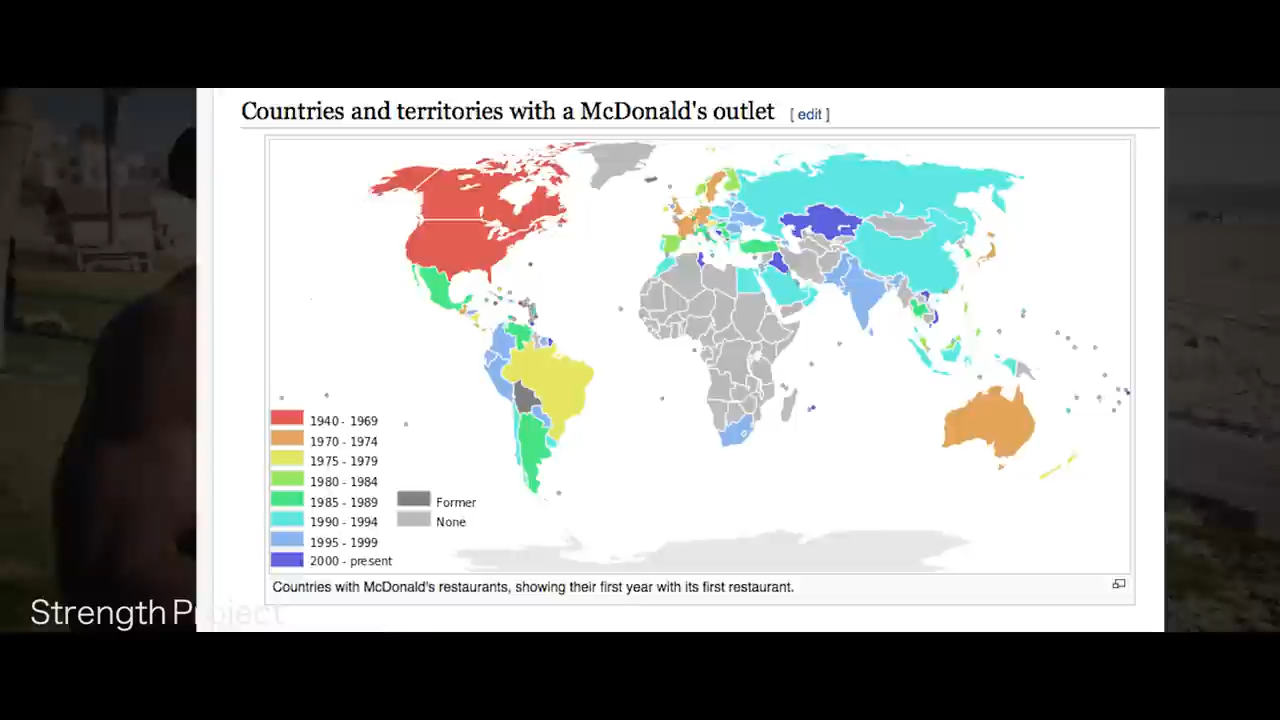 Countries and territories with a McDonald's outlet [ edit ]
1940 - 1969
1970 - 1974
1975 - 1979
1980 - 1984
1985 - 1989
1990 - 1994
1995 - 1999
2000 - present
Former
None
Countries with McDonald's restaurants, showing their first year with its first restaurant.
Strength Project